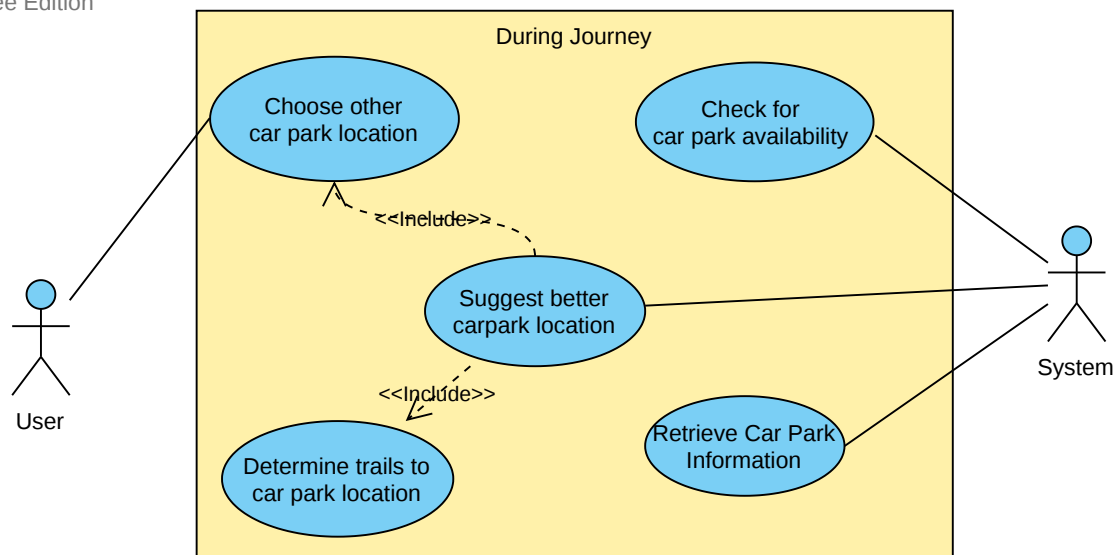 ee Edition
During Journey
Choose other
car park location
Check for
car park availability
<<Include>>
Suggest better
carpark location
System
<<Include>>
User
Retrieve Car Park
Information
Determine trails to
car park location